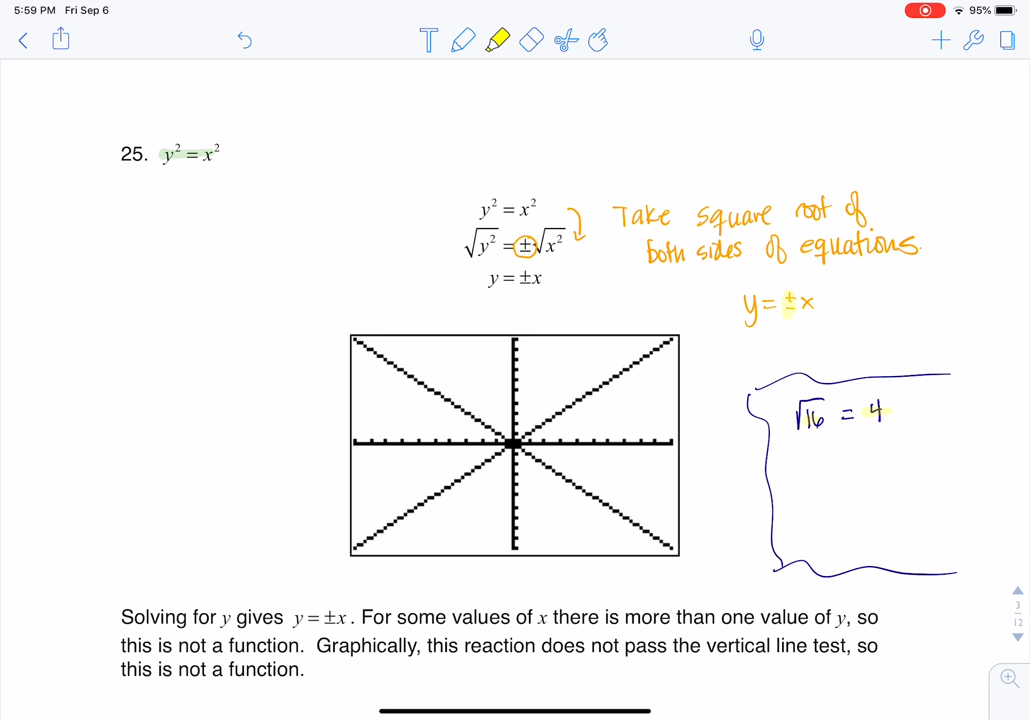 5:59 PM Fri Sep 6
95%
T
25. y² = x²
y² = x²
√y² = ±√x²
y = ±x
Take square root of
both sides of equations.
y = ±x
√16 = 4
3
12
Solving for y gives y = ±x. For some values of x there is more than one value of y, so
this is not a function. Graphically, this reaction does not pass the vertical line test, so
this is not a function.